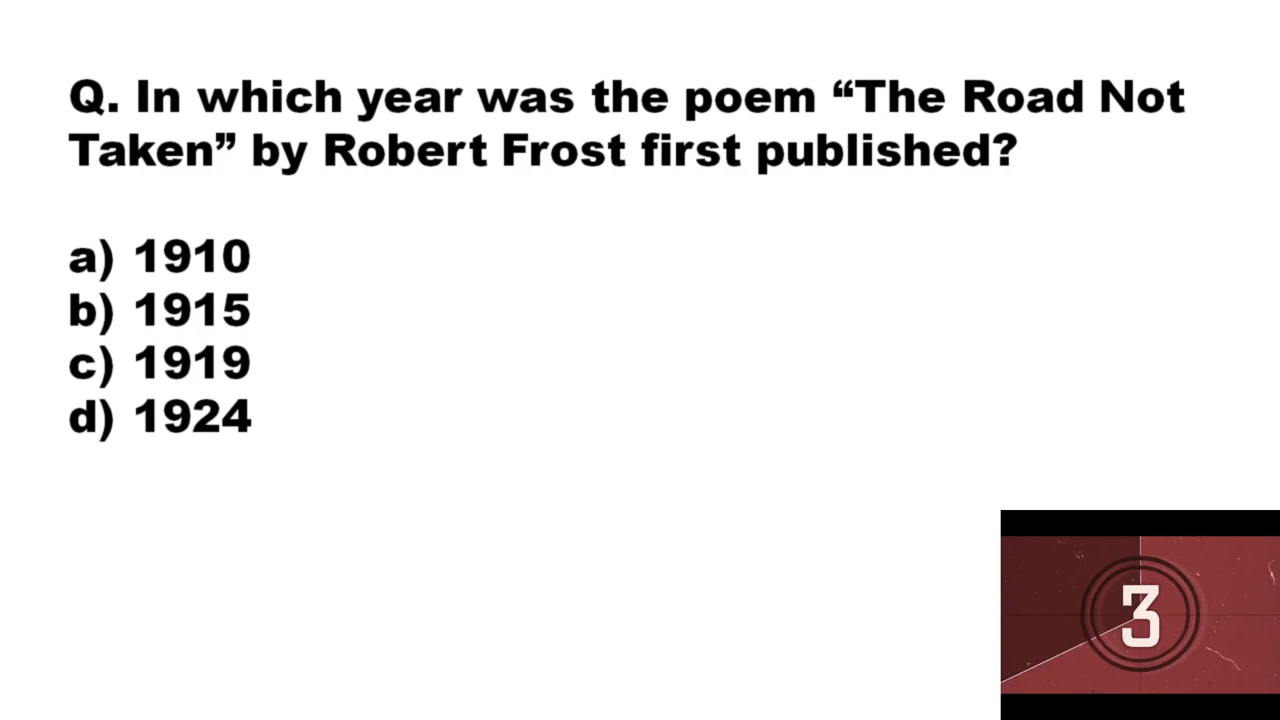 Q. In which year was the poem “The Road Not
Taken” by Robert Frost first published?
a) 1910
b) 1915
c) 1919
d) 1924
3